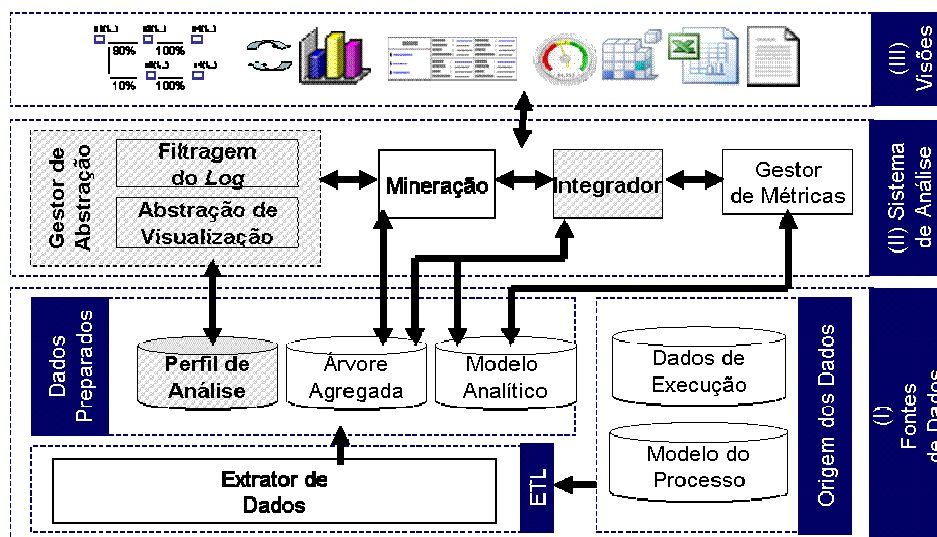 90%
100%
10%
100%
(III)
Visões
Gestor de
Abstração
Filtragem
do Log
Abstração de
Visualização
Mineração
Integrador
Gestor
de Métricas
(II) Sistema
de Análise
Dados
Preparados
Perfil de
Análise
Árvore
Agregada
Modelo
Analítico
Dados de
Execução
Modelo do
Processo
Origem dos Dados
(I)
Fontes
de Dados
Extrator de
Dados
ETL